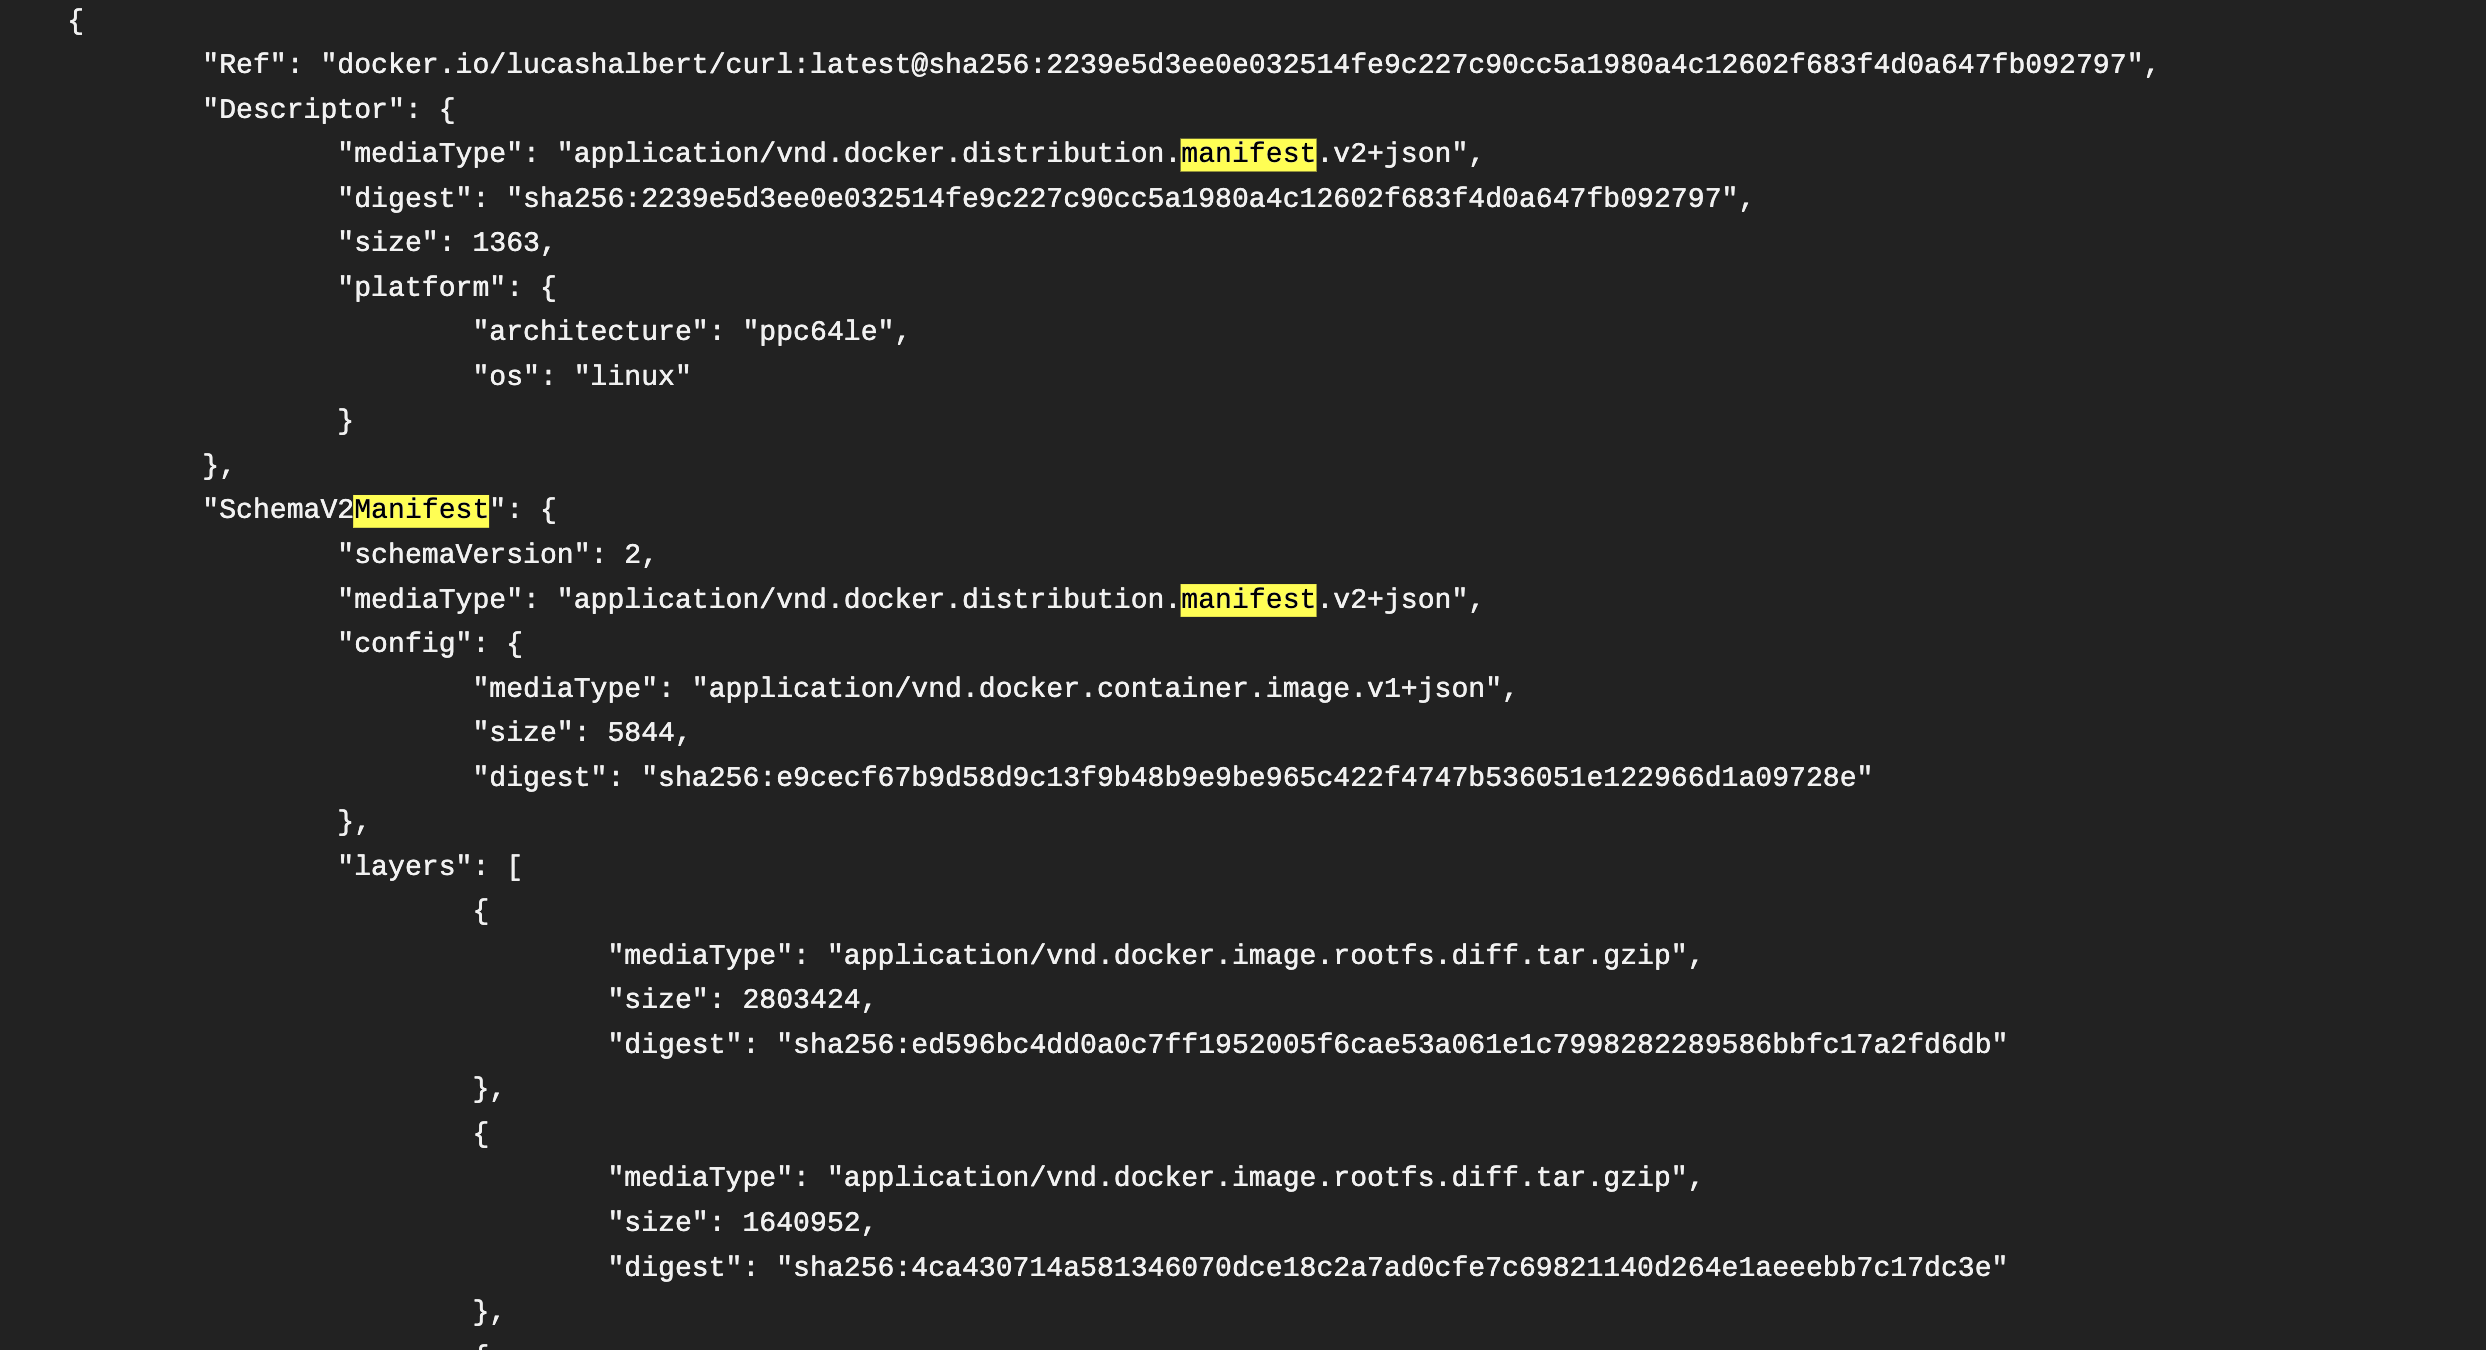 {
"Ref": "docker.io/lucashalbert/curl:latest@sha256:2239e5d3ee0e032514fe9c227c90cc5a1980a4c12602f683f4d0a647fb092797",
"Descriptor": {
"mediaType": "application/vnd.docker.distribution.manifest.v2+json",
"digest": "sha256:2239e5d3ee0e032514fe9c227c90cc5a1980a4c12602f683f4d0a647fb092797",
"size": 1363,
"platform": {
"architecture": "ppc64le",
"os": "linux"
}
},
"SchemaV2Manifest": {
"schemaVersion": 2,
"mediaType": "application/vnd.docker.distribution.manifest.v2+json",
"config": {
"mediaType": "application/vnd.docker.container.image.v1+json",
"size": 5844,
"digest": "sha256:e9cecf67b9d58d9c13f9b48b9e9be965c422f4747b536051e122966d1a09728e"
},
"layers": [
{
"mediaType": "application/vnd.docker.image.rootfs.diff.tar.gzip",
"size": 2803424,
"digest": "sha256:ed596bc4dd0a0c7ff1952005f6cae53a061e1c7998282289586bbfc17a2fd6db"
},
{
"mediaType": "application/vnd.docker.image.rootfs.diff.tar.gzip",
"size": 1640952,
"digest": "sha256:4ca430714a581346070dce18c2a7ad0cfe7c69821140d264e1aeeebb7c17dc3e"
},
{